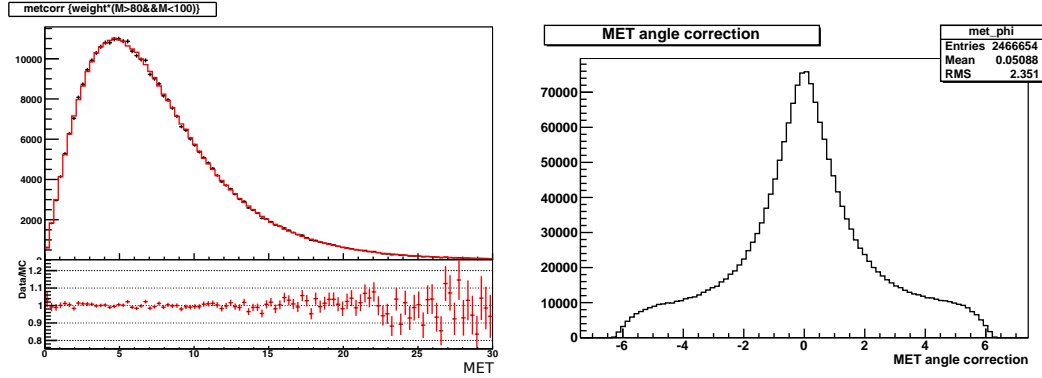 metcorr {weight*(M>80&&M<100)}
10000
8000
6000
4000
2000
0
Data/MC
1.2
1.1
1
0.9
0.8
0 5 10 15 20 25 30
MET
MET angle correction
met_phi
Entries 2466654
Mean 0.05088
RMS 2.351
70000
60000
50000
40000
30000
20000
10000
0
-6 -4 -2 0 2 4 6
MET angle correction